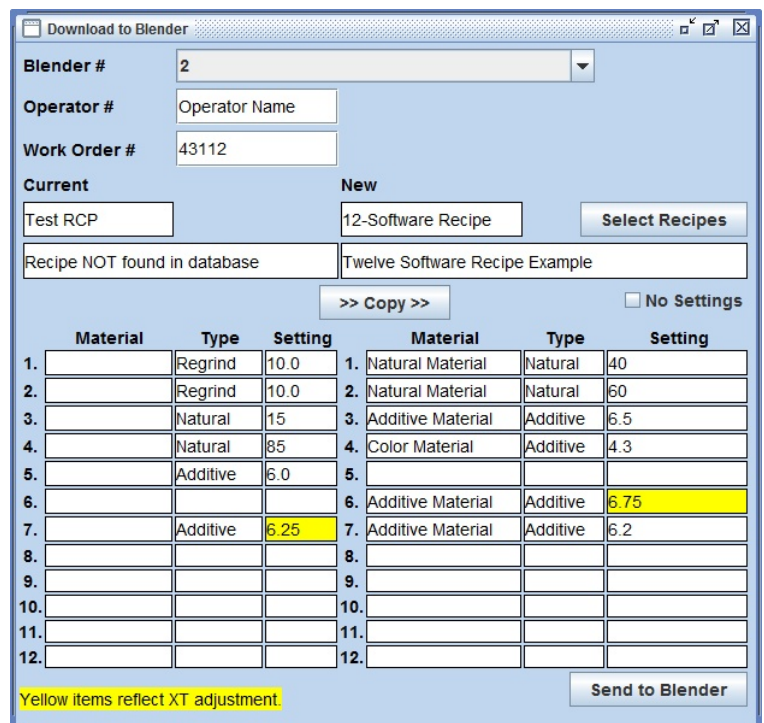 Download to Blender
Blender # 2
Operator # Operator Name
Work Order # 43112
Current New
Test RCP 12-Software Recipe Select Recipes
Recipe NOT found in database Twelve Software Recipe Example
>> Copy >> No Settings
Material Type Setting Material Type Setting
1. Regrind 10.0 1. Natural Material Natural 40
2. Regrind 10.0 2. Natural Material Natural 60
3. Natural 15 3. Additive Material Additive 6.5
4. Natural 85 4. Color Material Additive 4.3
5. Additive 6.0 5.
6. 6. Additive Material Additive 6.75
7. Additive 6.25 7. Additive Material Additive 6.2
8. 8.
9. 9.
10. 10.
11. 11.
12. 12.
Yellow items reflect XT adjustment. Send to Blender